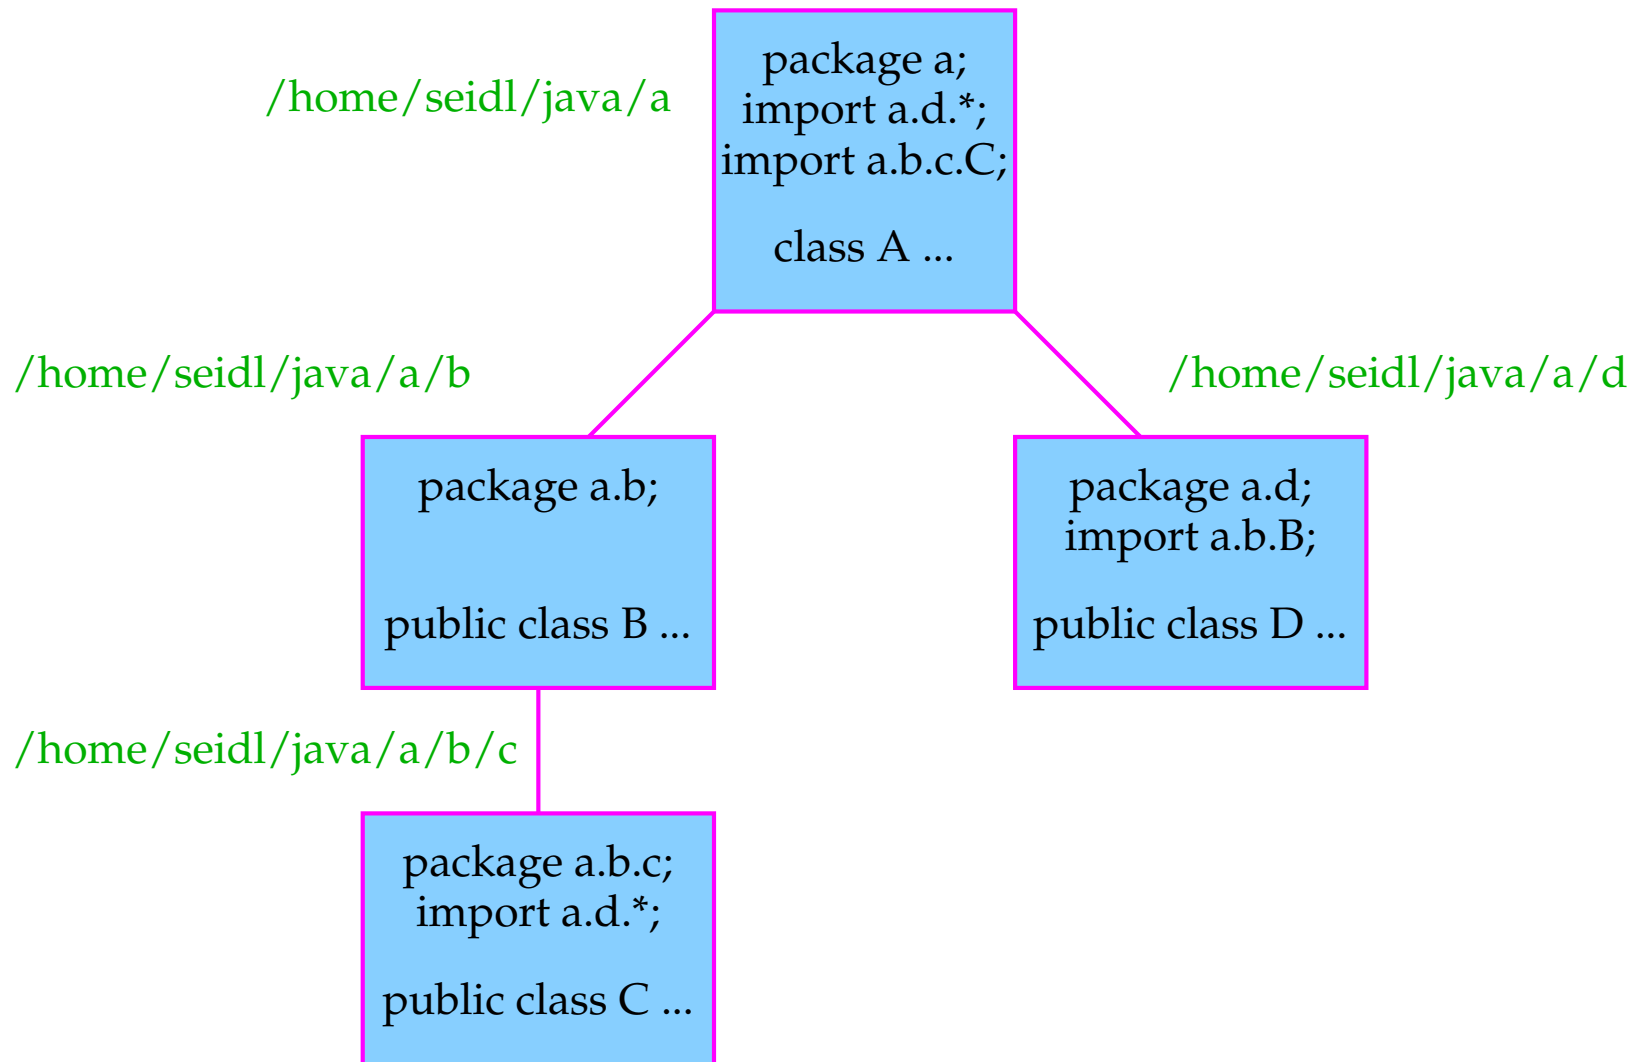 /home/seidl/java/a
package a;
import a.d.*;
import a.b.c.C;
class A ...
/home/seidl/java/a/b
/home/seidl/java/a/d
package a.b;
public class B ...
package a.d;
import a.b.B;
public class D ...
/home/seidl/java/a/b/c
package a.b.c;
import a.d.*;
public class C ...